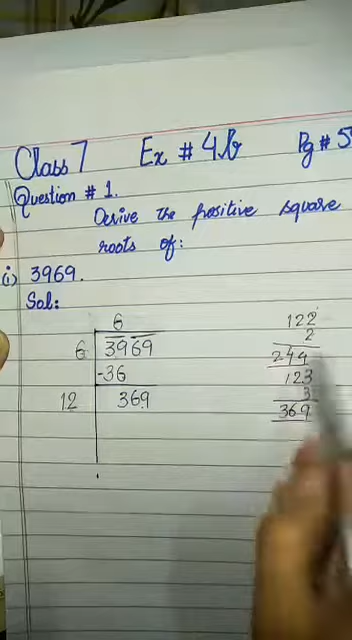 Class 7 Ex # 4b Pg # 5
Question # 1.
Derive the positive square
roots of:
i) 3969.
Sol:
6
6 3969
-36
12 369
122
2
244
123
3
369